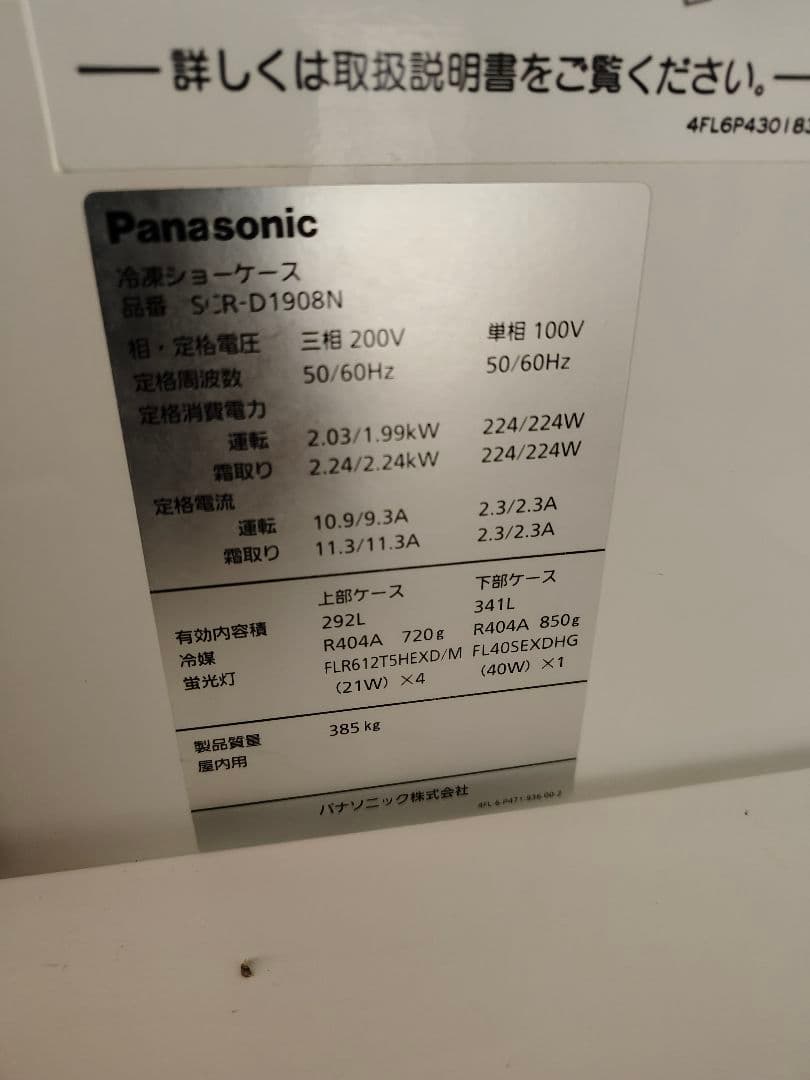 詳しくは取扱説明書をご覧ください。
4FL6P430183
Panasonic
冷凍ショーケース
品番 SCR-D1908N
相・定格電圧 三相 200V 単相 100V
定格周波数 50/60Hz 50/60Hz
定格消費電力
運転 2.03/1.99kW 224/224W
霜取り 2.24/2.24kW 224/224W
定格電流
運転 10.9/9.3A 2.3/2.3A
霜取り 11.3/11.3A 2.3/2.3A
上部ケース 下部ケース
有効内容積 292L 341L
冷媒 R404A 720g R404A 850g
蛍光灯 FLR612T5HEXD/M FL40SEXDHG
(21W) ×4 (40W) ×1
製品質量 385 kg
屋内用
パナソニック株式会社 4FL 6-P471 836 00-2